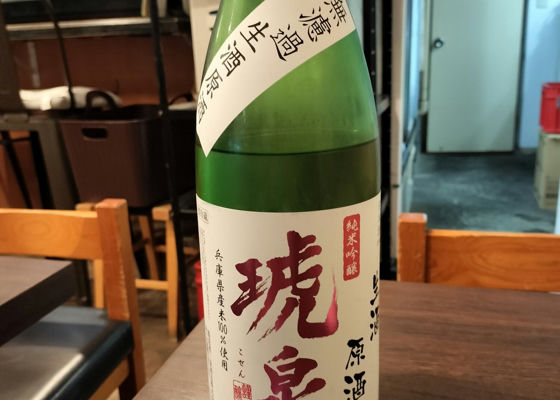 無濾過
生酒原酒
純米吟醸
生酒
原酒
琥泉
こせん
兵庫県産米100%使用